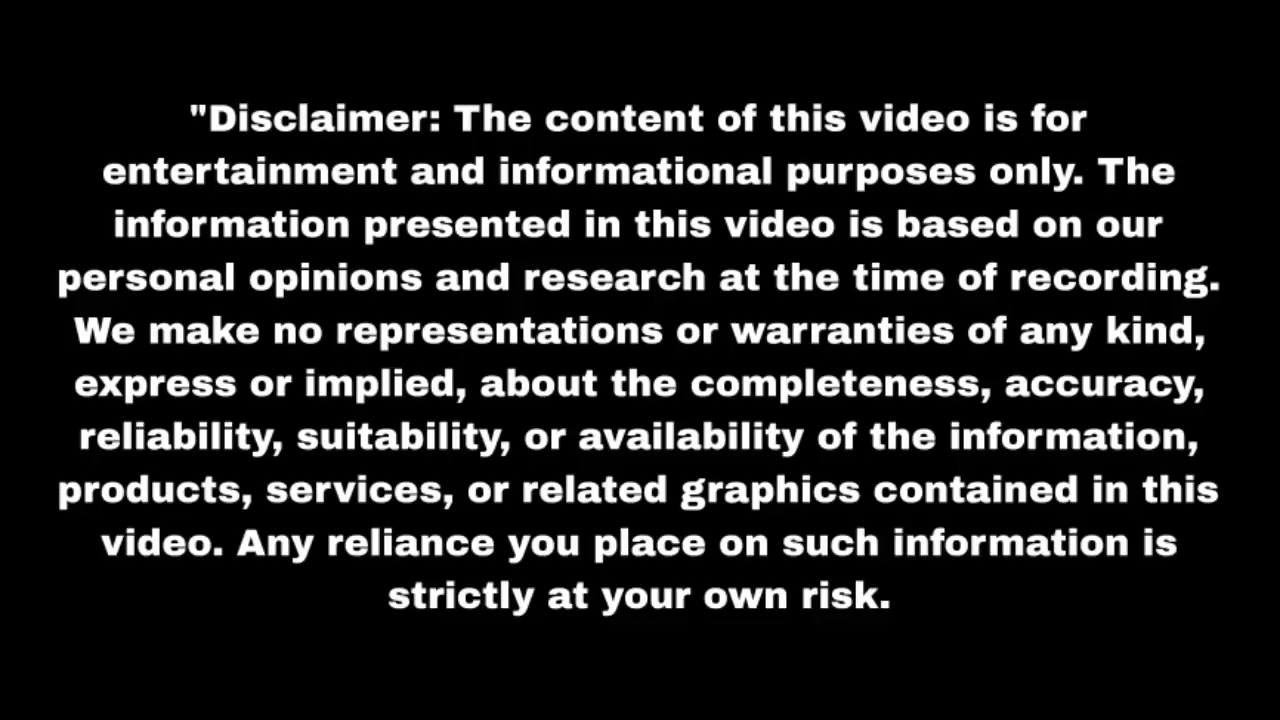 "Disclaimer: The content of this video is for
entertainment and informational purposes only. The
information presented in this video is based on our
personal opinions and research at the time of recording.
We make no representations or warranties of any kind,
express or implied, about the completeness, accuracy,
reliability, suitability, or availability of the information,
products, services, or related graphics contained in this
video. Any reliance you place on such information is
strictly at your own risk.